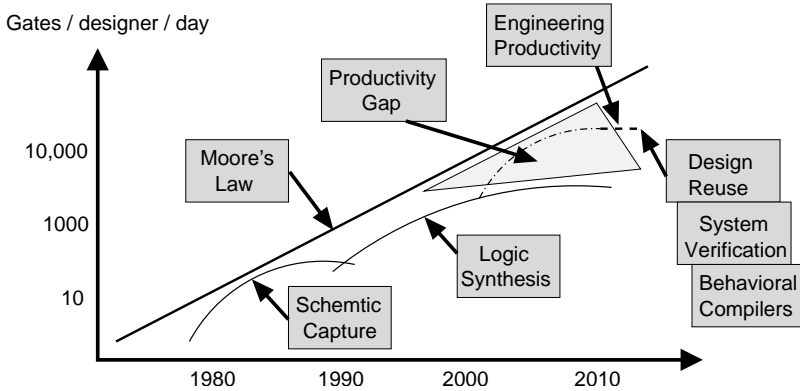 Gates / designer / day
Engineering
Productivity
Productivity
Gap
10,000
Moore's
Law
Design
Reuse
1000
System
Verification
Logic
Synthesis
Behavioral
Compilers
10
Schemtic
Capture
1980
1990
2000
2010